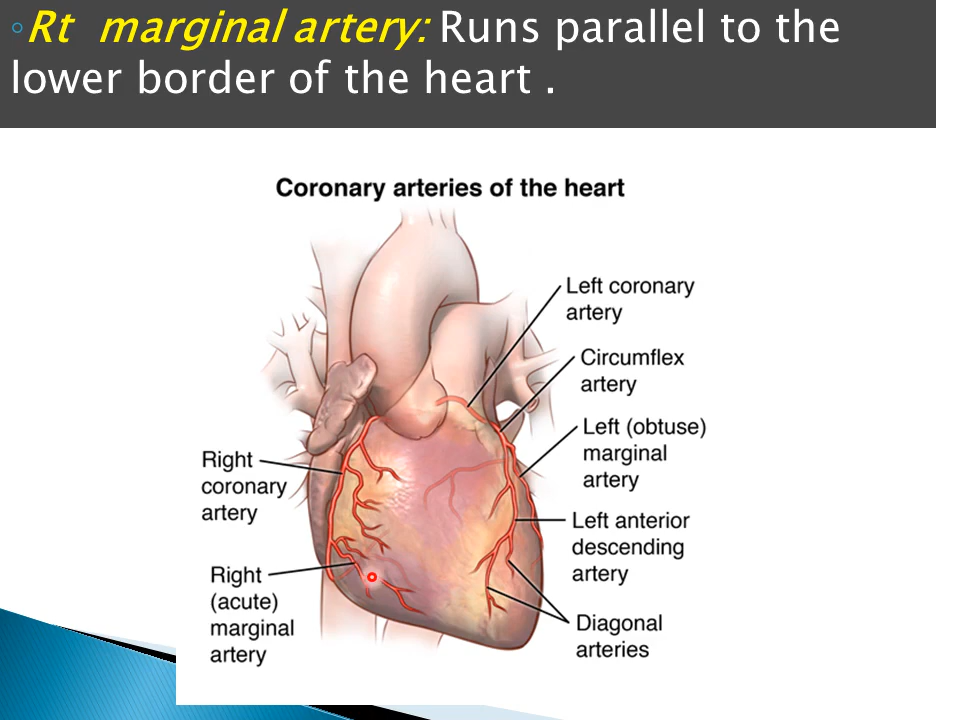 ◦Rt marginal artery: Runs parallel to the
lower border of the heart .
Coronary arteries of the heart
Left coronary
artery
Circumflex
artery
Left (obtuse)
marginal
artery
Right
coronary
artery
Left anterior
descending
artery
Right
(acute)
marginal
artery
Diagonal
arteries